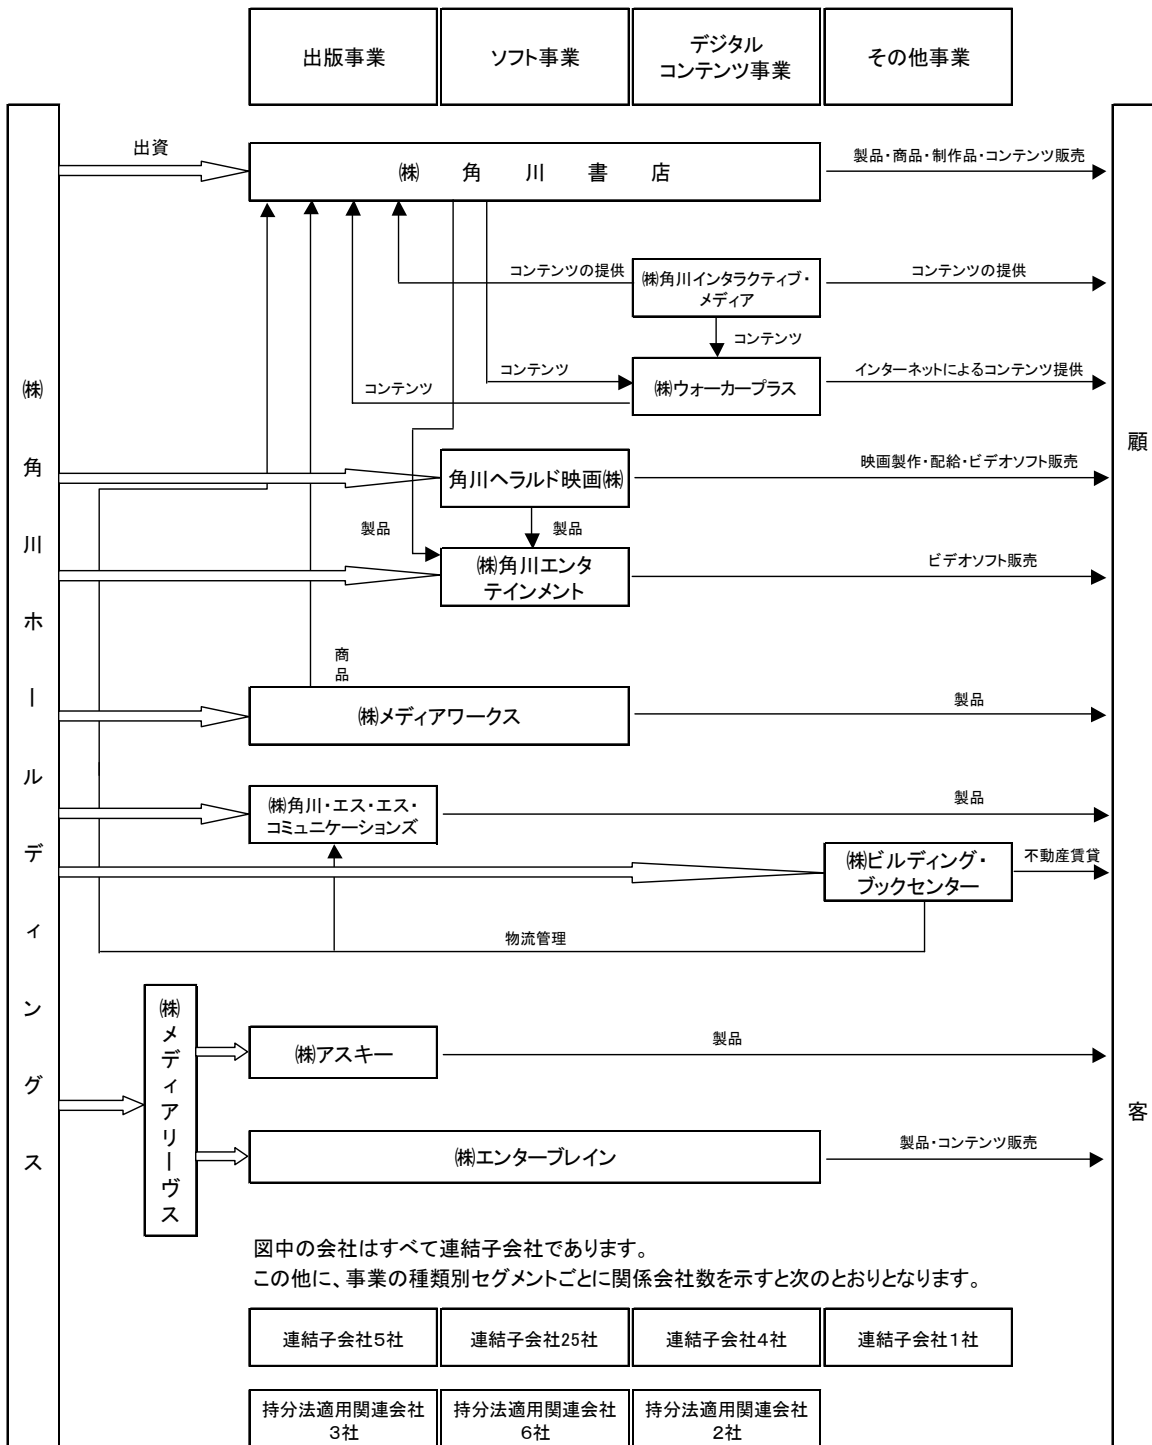 出版事業
ソフト事業
デジタル
コンテンツ事業
その他事業
㈱角川ホールディングス
顧客
出資
㈱角川書店
製品・商品・制作品・コンテンツ販売
コンテンツの提供
㈱角川インタラクティブ・
メディア
コンテンツの提供
コンテンツ
コンテンツ
コンテンツ
㈱ウォーカープラス
インターネットによるコンテンツ提供
角川ヘラルド映画㈱
映画製作・配給・ビデオソフト販売
製品
製品
㈱角川エンタ
テインメント
ビデオソフト販売
商
品
㈱メディアワークス
製品
㈱角川・エス・エス・
コミュニケーションズ
製品
㈱ビルディング・
ブックセンター
不動産賃貸
物流管理
㈱メディアリーヴス
㈱アスキー
製品
㈱エンターブレイン
製品・コンテンツ販売
図中の会社はすべて連結子会社であります。
この他に、事業の種類別セグメントごとに関係会社数を示すと次のとおりとなります。
連結子会社5社
連結子会社25社
連結子会社4社
連結子会社1社
持分法適用関連会社
3社
持分法適用関連会社
6社
持分法適用関連会社
2社